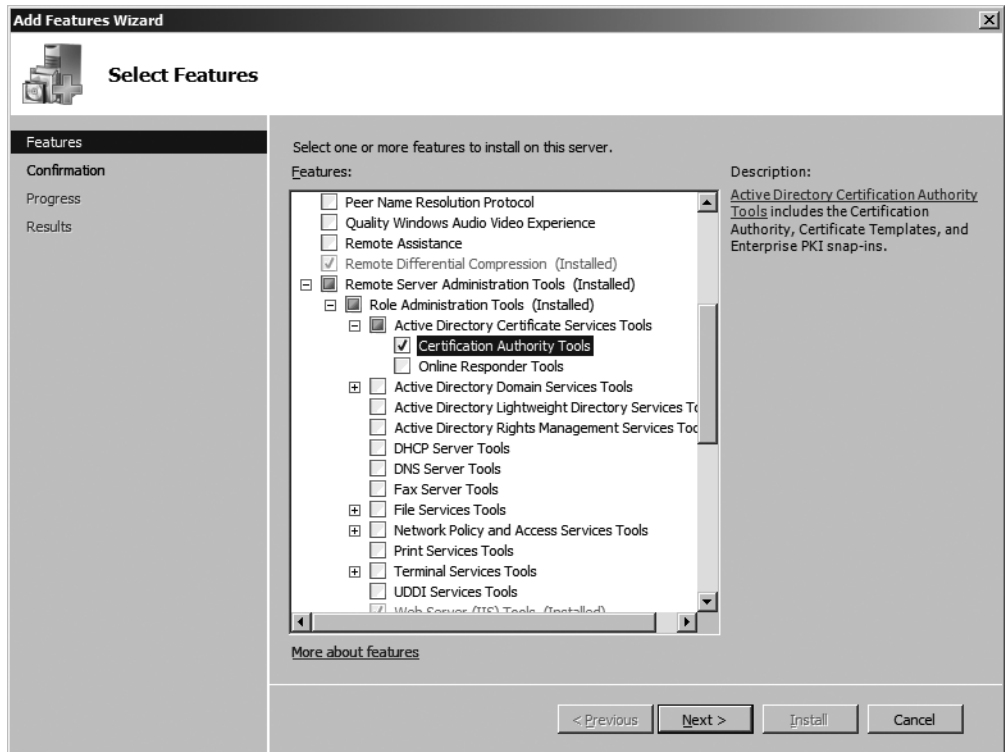 Add Features Wizard
Select Features
Features
Confirmation
Progress
Results
Select one or more features to install on this server.
Features:
Peer Name Resolution Protocol
Quality Windows Audio Video Experience
Remote Assistance
Remote Differential Compression (Installed)
Remote Server Administration Tools (Installed)
Role Administration Tools (Installed)
Active Directory Certificate Services Tools
Certification Authority Tools
Online Responder Tools
Active Directory Domain Services Tools
Active Directory Lightweight Directory Services To
Active Directory Rights Management Services Too
DHCP Server Tools
DNS Server Tools
Fax Server Tools
File Services Tools
Network Policy and Access Services Tools
Print Services Tools
Terminal Services Tools
UDDI Services Tools
Web Server (IIS) Tools (Installed)
More about features
Description:
Active Directory Certification Authority
Tools includes the Certification
Authority, Certificate Templates, and
Enterprise PKI snap-ins.
< Previous
Next >
Install
Cancel